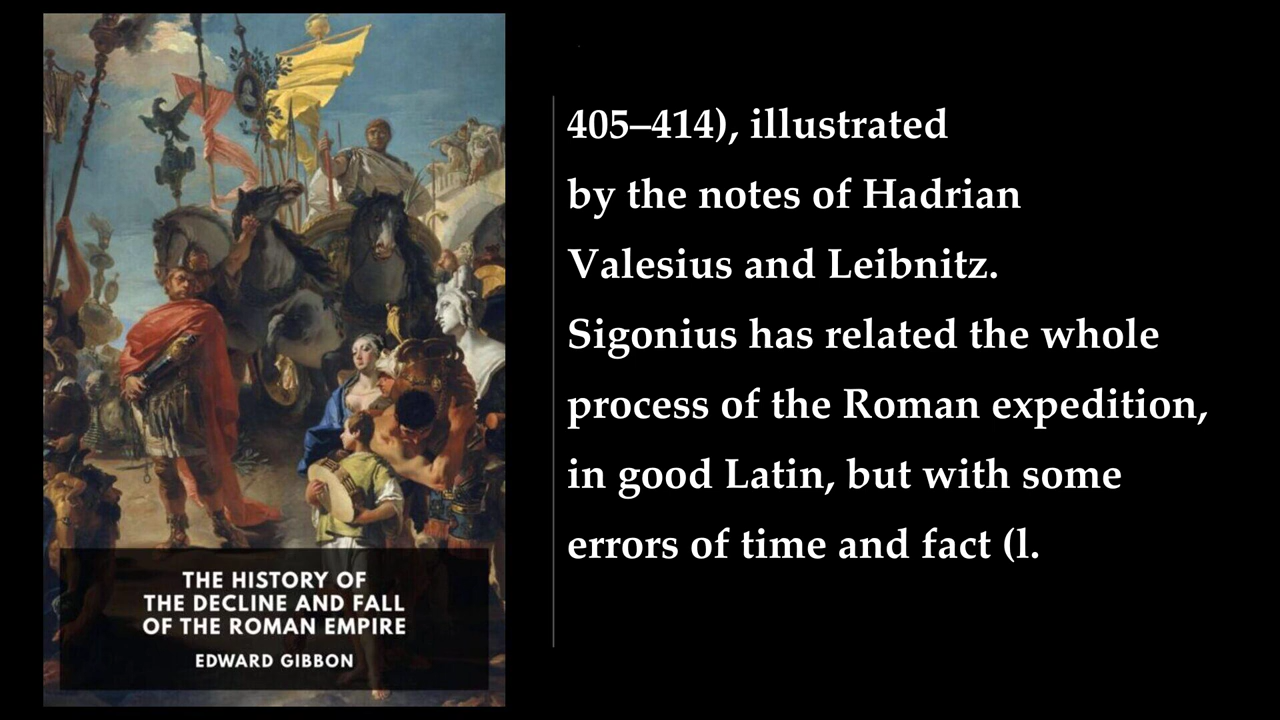 405–414), illustrated
by the notes of Hadrian
Valesius and Leibnitz.
Sigonius has related the whole
process of the Roman expedition,
in good Latin, but with some
errors of time and fact (l.
THE HISTORY OF
THE DECLINE AND FALL
OF THE ROMAN EMPIRE
EDWARD GIBBON